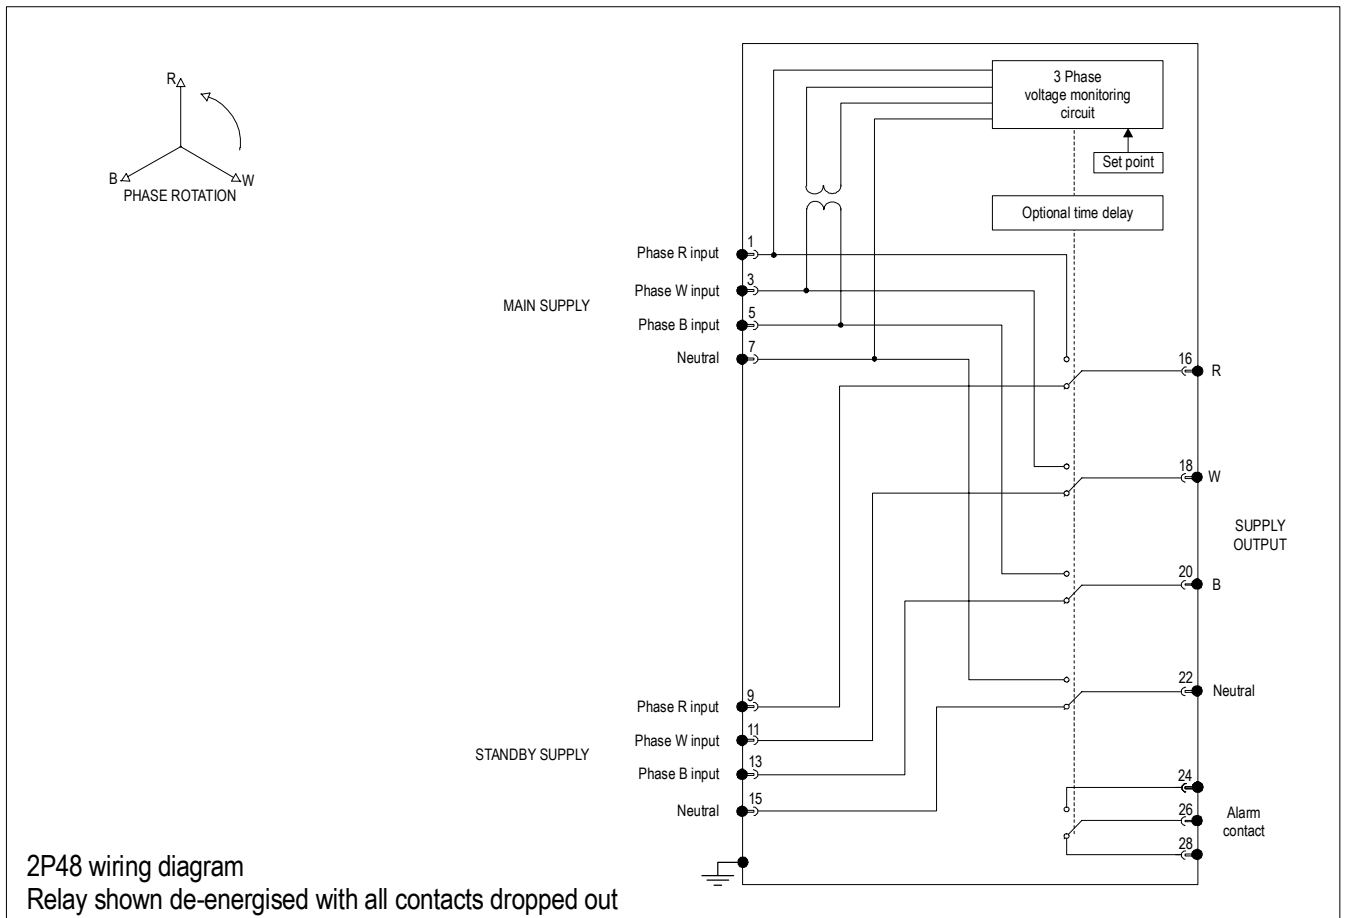 R
B
W
PHASE ROTATION
3 Phase
voltage monitoring
circuit
Set point
Optional time delay
MAIN SUPPLY
Phase R input
1
Phase W input
3
Phase B input
5
Neutral
7
16
R
18
W
20
B
22
Neutral
SUPPLY
OUTPUT
STANDBY SUPPLY
Phase R input
9
Phase W input
11
Phase B input
13
Neutral
15
24
26
28
Alarm
contact
2P48 wiring diagram
Relay shown de-energised with all contacts dropped out